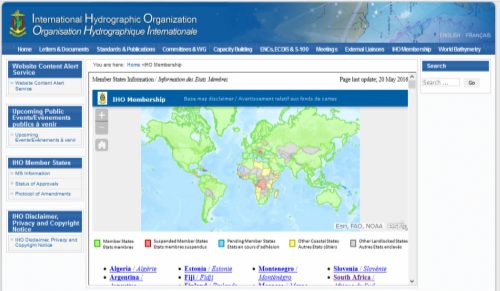 International Hydrographic Organization
Organisation Hydrographique Internationale
ENGLISH FRANÇAIS
Home Letters & Documents Standards & Publications Committees & WG Capacity Building ENCs, ECDIS & S-100 Meetings External Liaisons IHO Membership World Bathymetry
Website Content Alert Service
Website Content Alert Service
Upcoming Public Events/Evènements publics à venir
Upcoming Events/Evènements à venir
IHO Member States
MS Information
Status of Approvals
Protocol of Amendments
IHO Disclaimer, Privacy and Copyright Notice
IHO Disclaimer, Privacy and Copyright Notice
You are here: Home > IHO Membership
Member States Information / Information des Etats Membres Page last update; 20 May 2016
IHO Membership Base map disclaimer / Avertissement relatif aux fonds de cartes
+
−
Esri, FAO, NOAA
Member States
Etats membres
Suspended Member States
Etats membres suspendus
Pending Member States
Etats en cours d'admission
Other Coastal States
Autres Etats côtiers
Other Landlocked States
Autres Etats enclavés
Algeria / Algérie
Argentina /
Estonia / Estonie
Fiji / Fidji
Finland /
Montenegro /
Monténégro
Slovenia / Slovénie
South Africa /
Search
Search ... Go